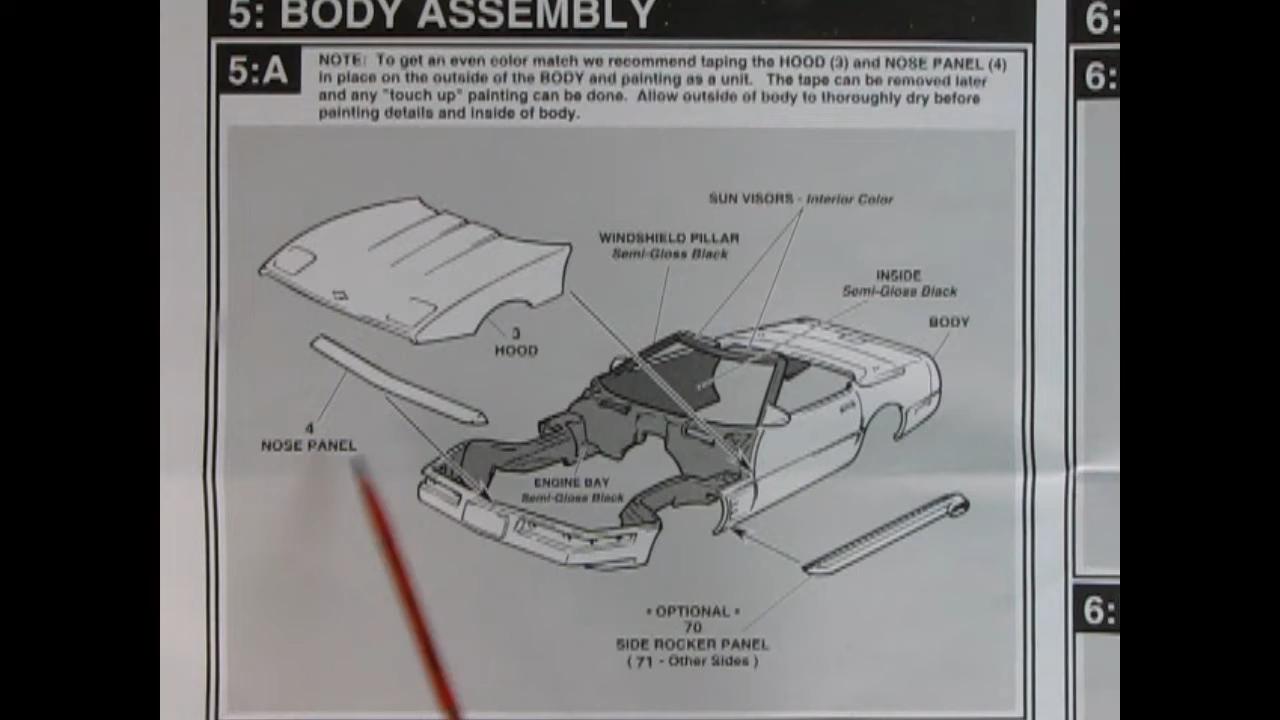 5: BODY ASSEMBLY
6:
5:A
NOTE: To get an even color match we recommend taping the HOOD (3) and NOSE PANEL (4)
in place on the outside of the BODY and painting as a unit. The tape can be removed later
and any "touch up" painting can be done. Allow outside of body to thoroughly dry before
painting details and inside of body.
6:
SUN VISORS - Interior Color
WINDSHIELD PILLAR
Semi-Gloss Black
INSIDE
Semi-Gloss Black
BODY
3
HOOD
4
NOSE PANEL
ENGINE BAY
Semi-Gloss Black
• OPTIONAL •
70
SIDE ROCKER PANEL
(71 - Other Sides)
6: